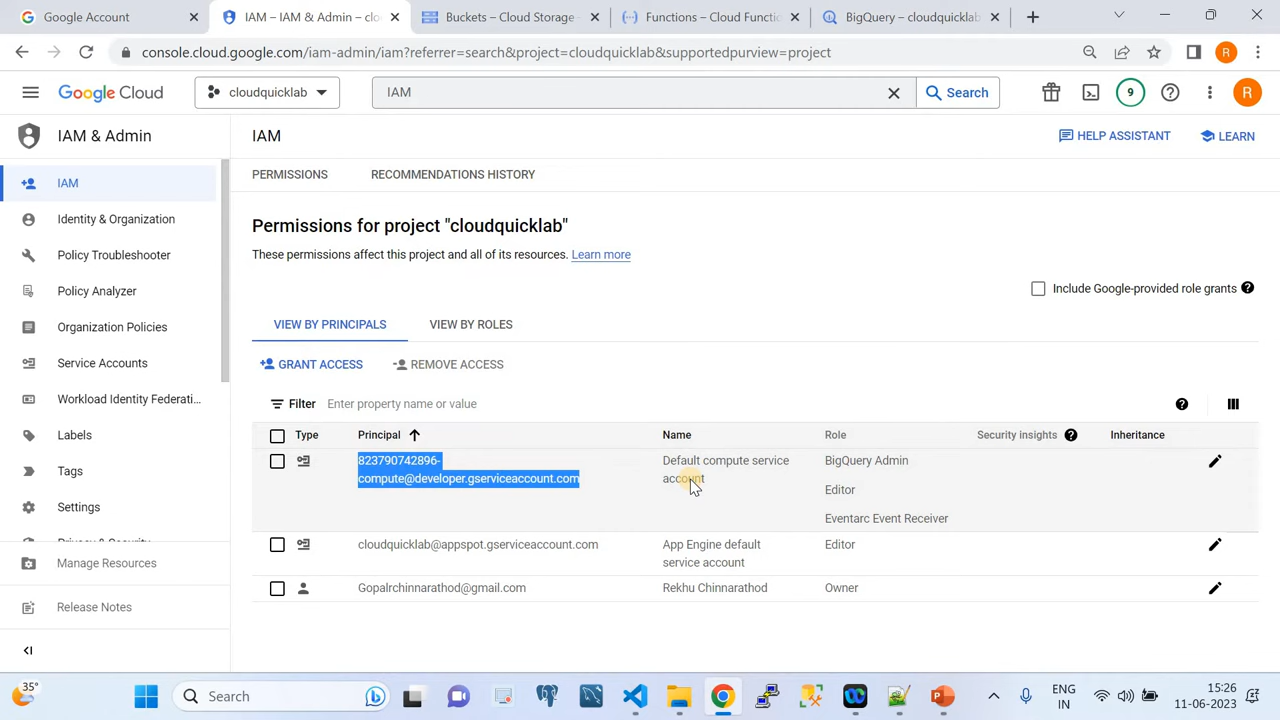 Google Account
IAM – IAM & Admin – clo
Buckets – Cloud Storage –
Functions – Cloud Functio
BigQuery – cloudquicklab
console.cloud.google.com/iam-admin/iam?referrer=search&project=cloudquicklab&supportedpurview=project
R
Google Cloud
cloudquicklab
IAM
Search
9
R
IAM & Admin
IAM
HELP ASSISTANT
LEARN
IAM
Identity & Organization
Policy Troubleshooter
Policy Analyzer
Organization Policies
Service Accounts
Workload Identity Federati...
Labels
Tags
Settings
Privacy & Security
Manage Resources
Release Notes
PERMISSIONS
RECOMMENDATIONS HISTORY
Permissions for project "cloudquicklab"
These permissions affect this project and all of its resources. Learn more
Include Google-provided role grants
VIEW BY PRINCIPALS
VIEW BY ROLES
GRANT ACCESS
REMOVE ACCESS
Filter Enter property name or value
Type Principal Name Role Security insights Inheritance
823790742896-
compute@developer.gserviceaccount.com
Default compute service
account
BigQuery Admin
Editor
Eventarc Event Receiver
cloudquicklab@appspot.gserviceaccount.com
App Engine default
service account
Editor
Gopalrchinnarathod@gmail.com
Rekhu Chinnarathod
Owner
35°
Search
ENG
IN
15:26
11-06-2023